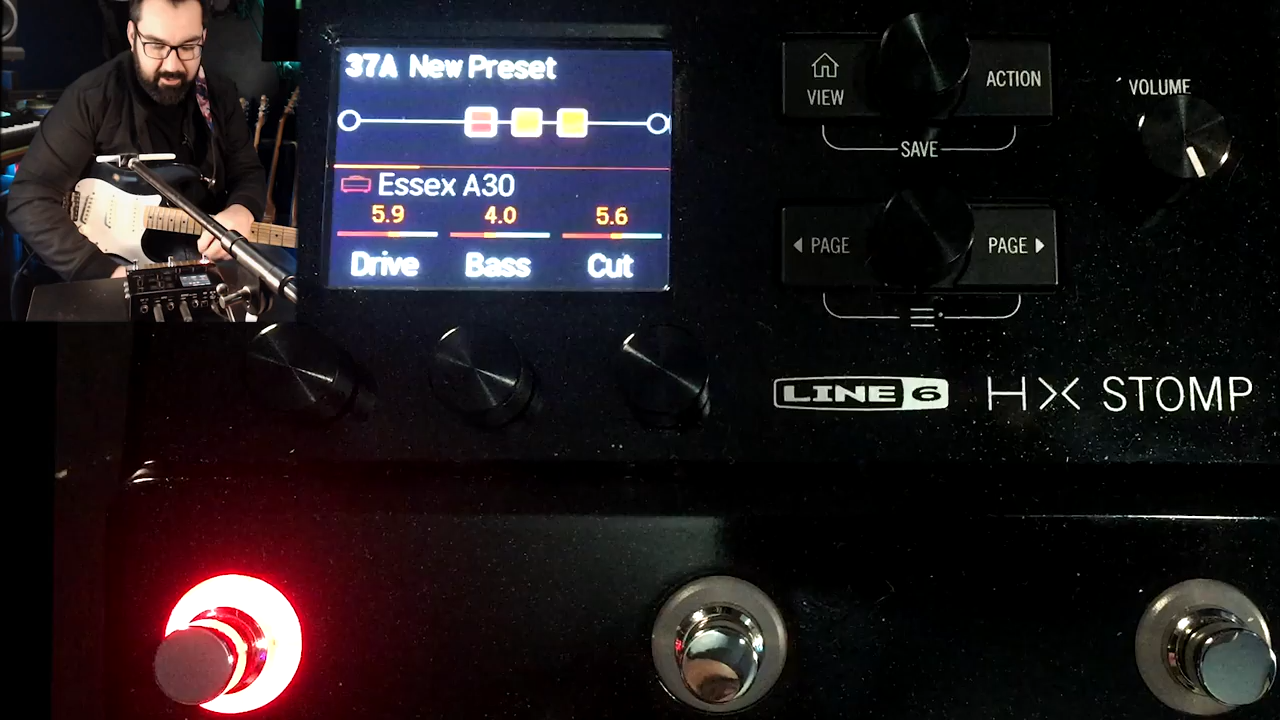 37A New Preset
Essex A30
5.9 4.0 5.6
Drive Bass Cut
VIEW
ACTION
SAVE
VOLUME
PAGE PAGE
LINE 6 HX STOMP